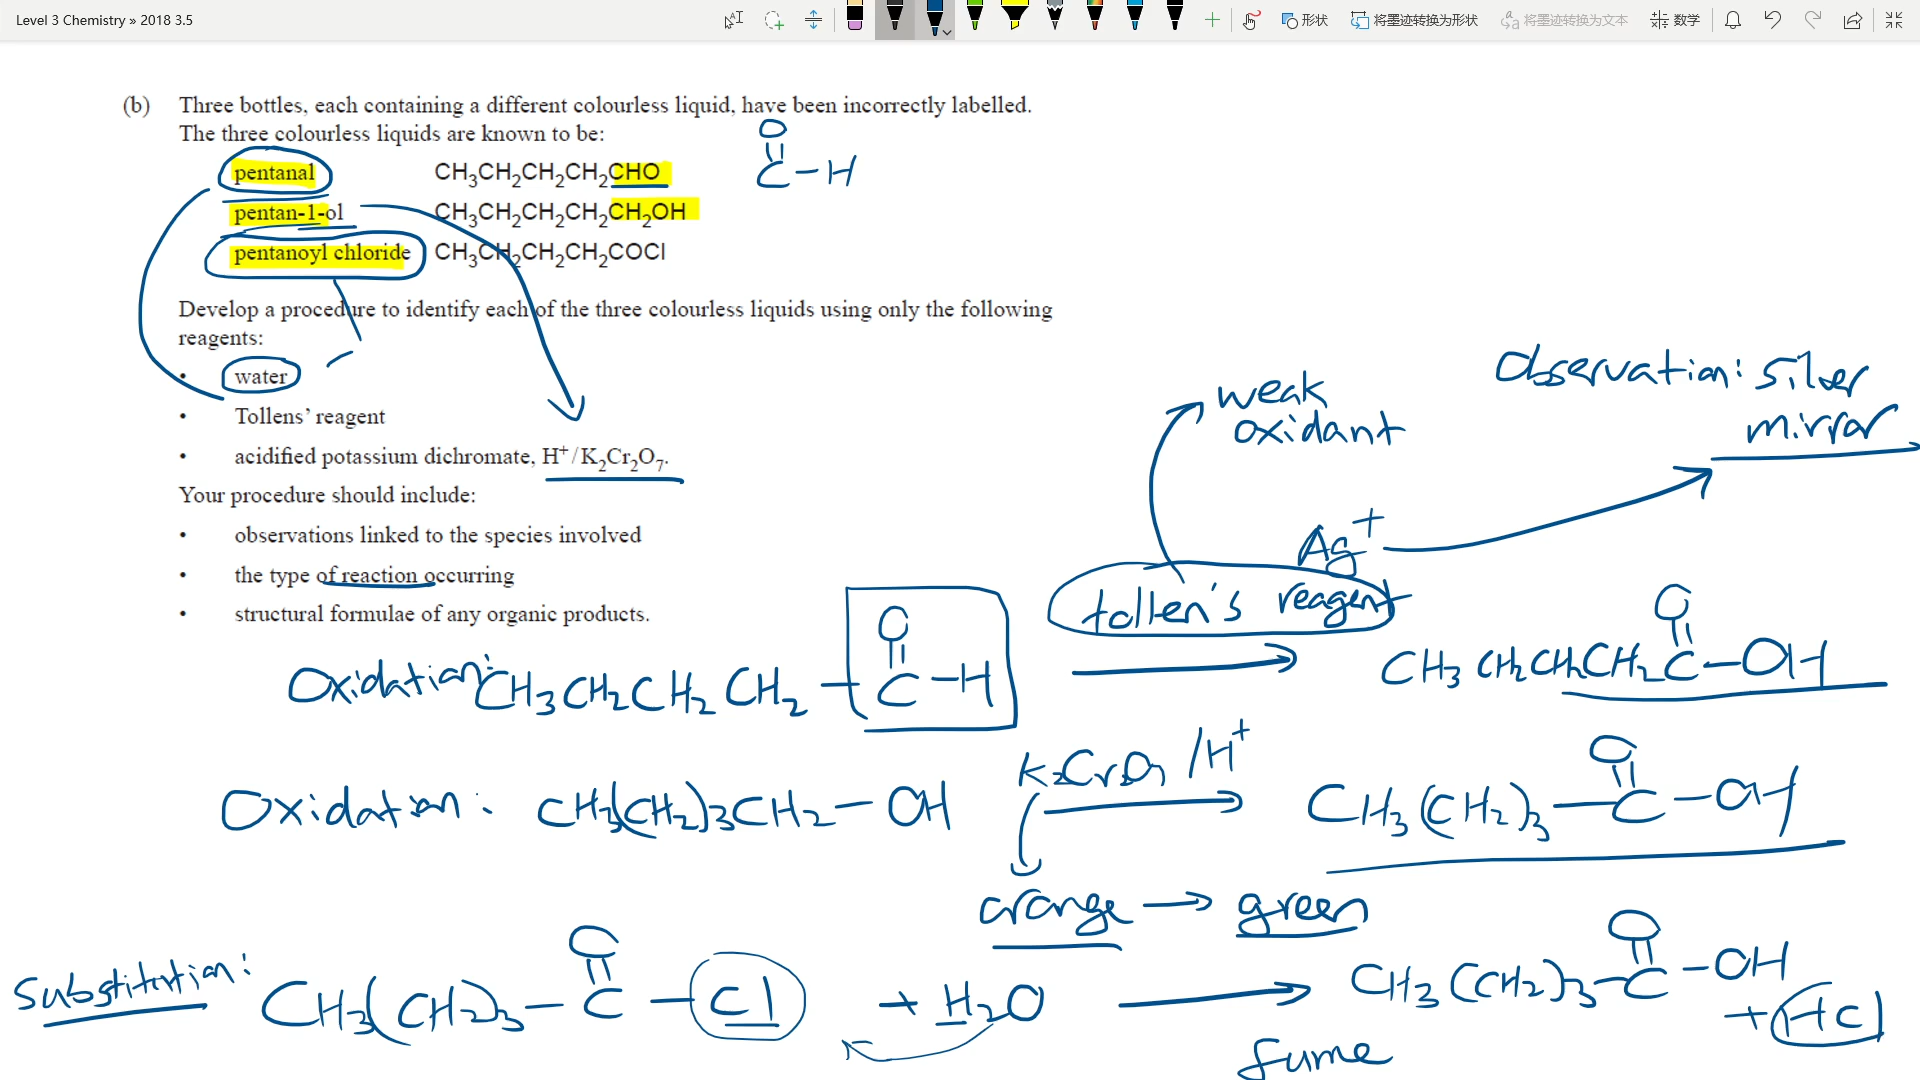 Level 3 Chemistry » 2018 3.5
形状
将墨迹转换为形状
将墨迹转换为文本
数学
(b) Three bottles, each containing a different colourless liquid, have been incorrectly labelled.
The three colourless liquids are known to be:
O
C-H
pentanal CH₃CH₂CH₂CH₂CHO
pentan-1-ol CH₃CH₂CH₂CH₂CH₂OH
pentanoyl chloride CH₃CH₂CH₂CH₂COCl
Develop a procedure to identify each of the three colourless liquids using only the following
reagents:
• water
• Tollens’ reagent
• acidified potassium dichromate, H⁺/K₂Cr₂O₇.
Your procedure should include:
• observations linked to the species involved
• the type of reaction occurring
• structural formulae of any organic products.
weak
oxidant
Observation: silver
mirror
Ag⁺
tollen's reagent
O
Oxidation: CH₃CH₂CH₂CH₂-C-H
O
CH₃CH₂CH₂CH₂C-OH
K₂Cr₂O₇/H⁺
Oxidation: CH₃(CH₂)₃CH₂-OH
O
CH₃(CH₂)₃-C-OH
orange → green
O
Substitution: CH₃(CH₂)₃-C-Cl + H₂O →
O
CH₃(CH₂)₃-C-OH
+ HCl
fume